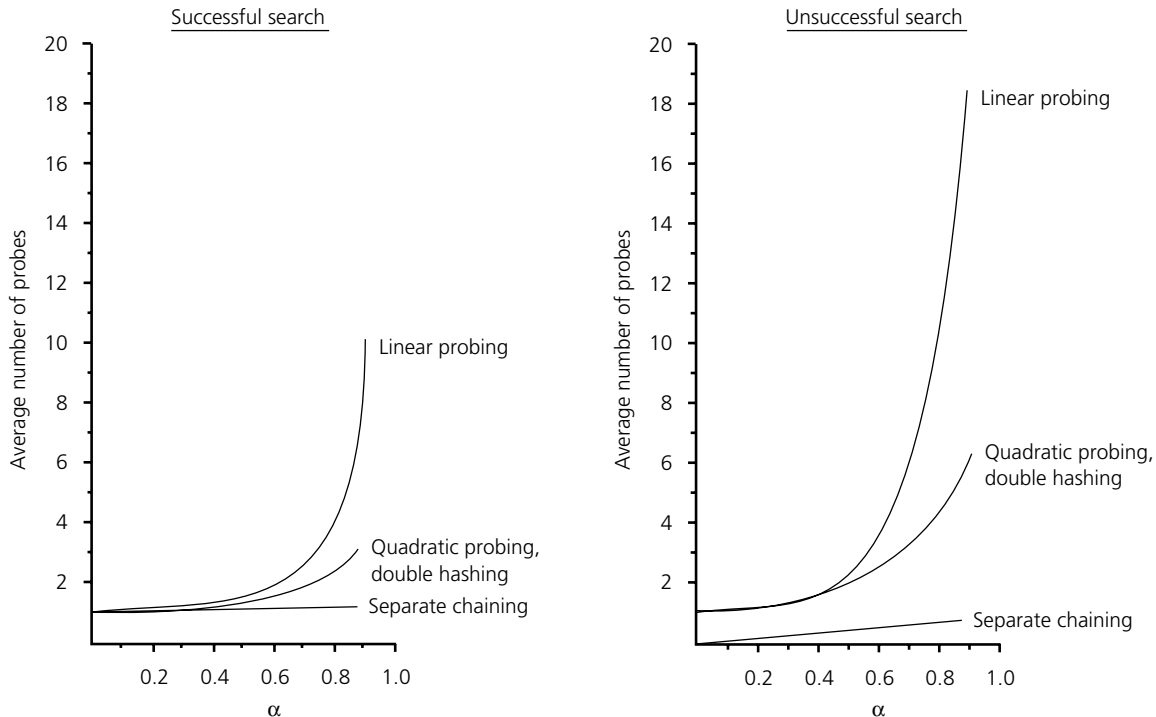 Successful search
20
18
16
14
12
10
8
6
4
2
Average number of probes
Linear probing
Quadratic probing,
double hashing
Separate chaining
0.2 0.4 0.6 0.8 1.0
α
Unsuccessful search
20
18
16
14
12
10
8
6
4
2
Average number of probes
Linear probing
Quadratic probing,
double hashing
Separate chaining
0.2 0.4 0.6 0.8 1.0
α